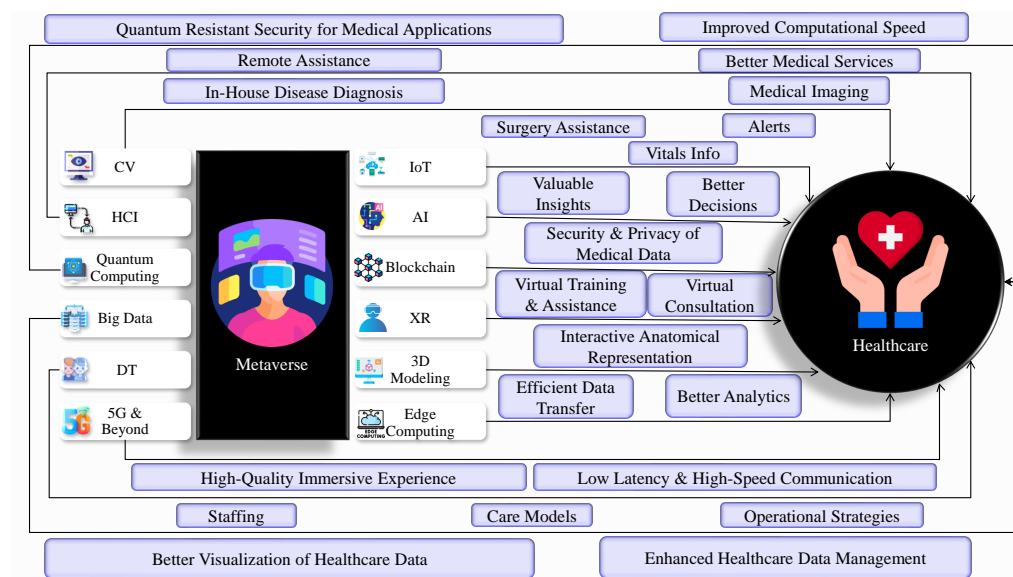 Quantum Resistant Security for Medical Applications
Improved Computational Speed
Remote Assistance
Better Medical Services
In-House Disease Diagnosis
Medical Imaging
Surgery Assistance
Alerts
Vitals Info
CV
IoT
Valuable
Insights
Better
Decisions
HCI
AI
AI
Security & Privacy of
Medical Data
Quantum
Computing
Blockchain
Virtual Training
& Assistance
Virtual
Consultation
Big Data
XR
Interactive Anatomical
Representation
Metaverse
Healthcare
DT
3D
Modeling
Efficient Data
Transfer
Better Analytics
5G
5G &
Beyond
EDGE
COMPUTING
Edge
Computing
High-Quality Immersive Experience
Low Latency & High-Speed Communication
Staffing
Care Models
Operational Strategies
Better Visualization of Healthcare Data
Enhanced Healthcare Data Management